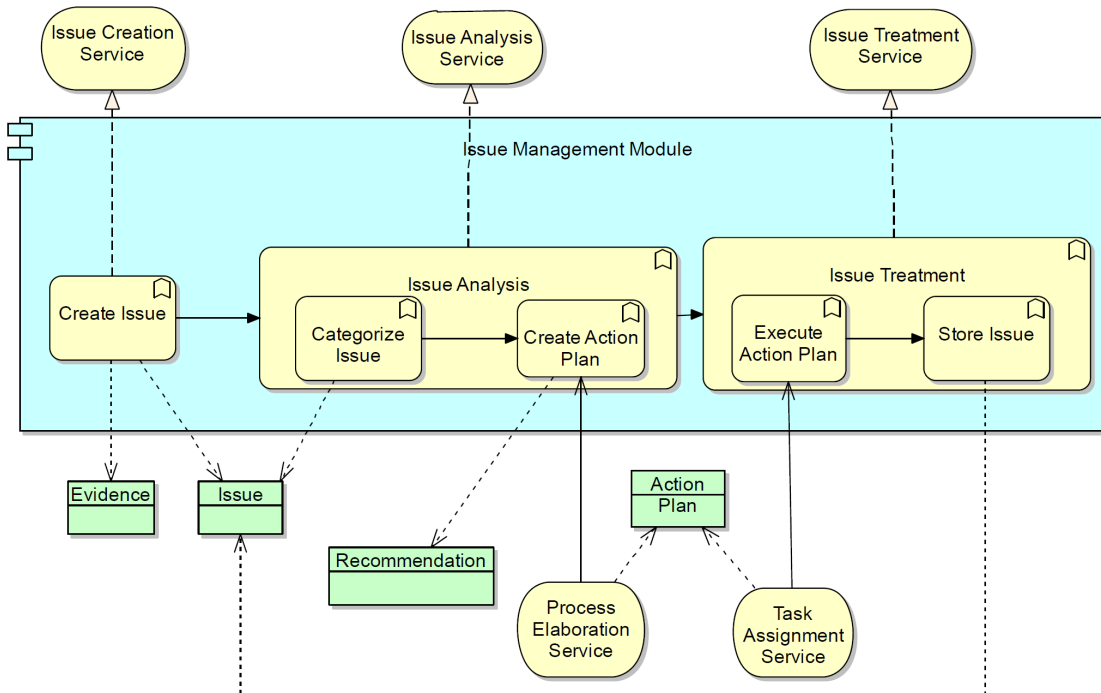 Issue Creation
Service
Issue Analysis
Service
Issue Treatment
Service
Issue Management Module
Create Issue
Issue Analysis
Categorize
Issue
Create Action
Plan
Issue Treatment
Execute
Action Plan
Store Issue
Evidence
Issue
Recommendation
Action
Plan
Process
Elaboration
Service
Task
Assignment
Service